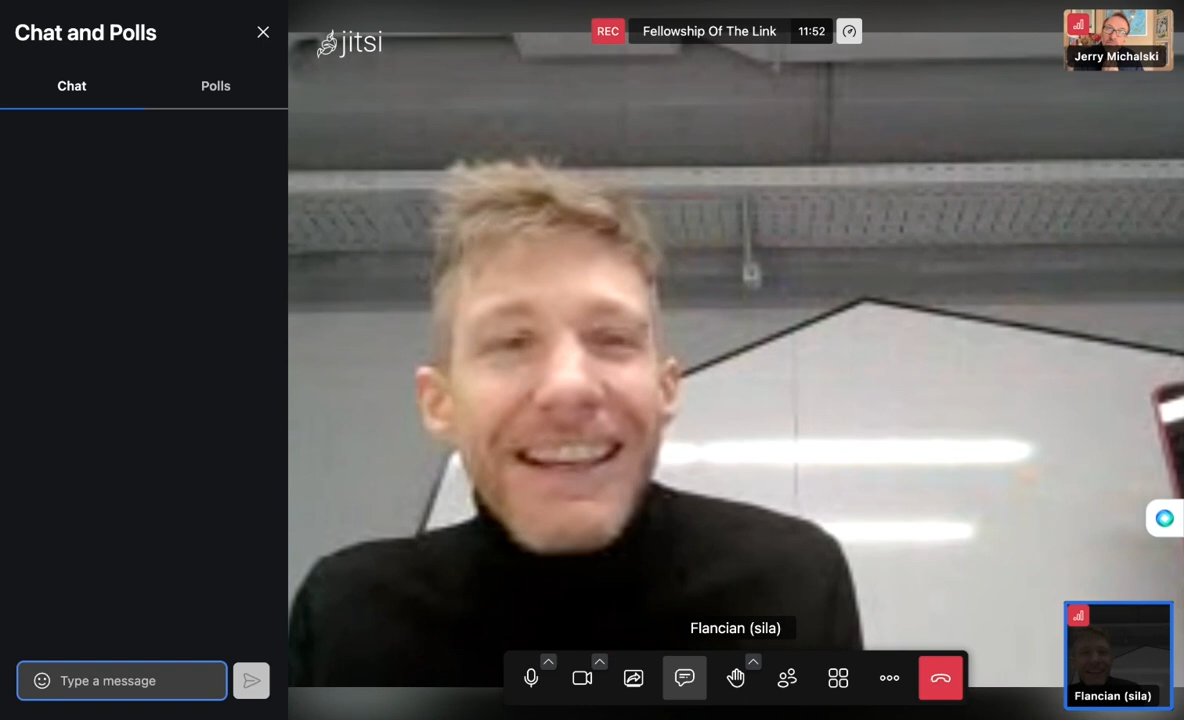 Chat and Polls
Chat
Polls
Type a message
jitsi
REC
Fellowship Of The Link
11:52
Jerry Michalski
Flancian (sila)
Flancian (sila)